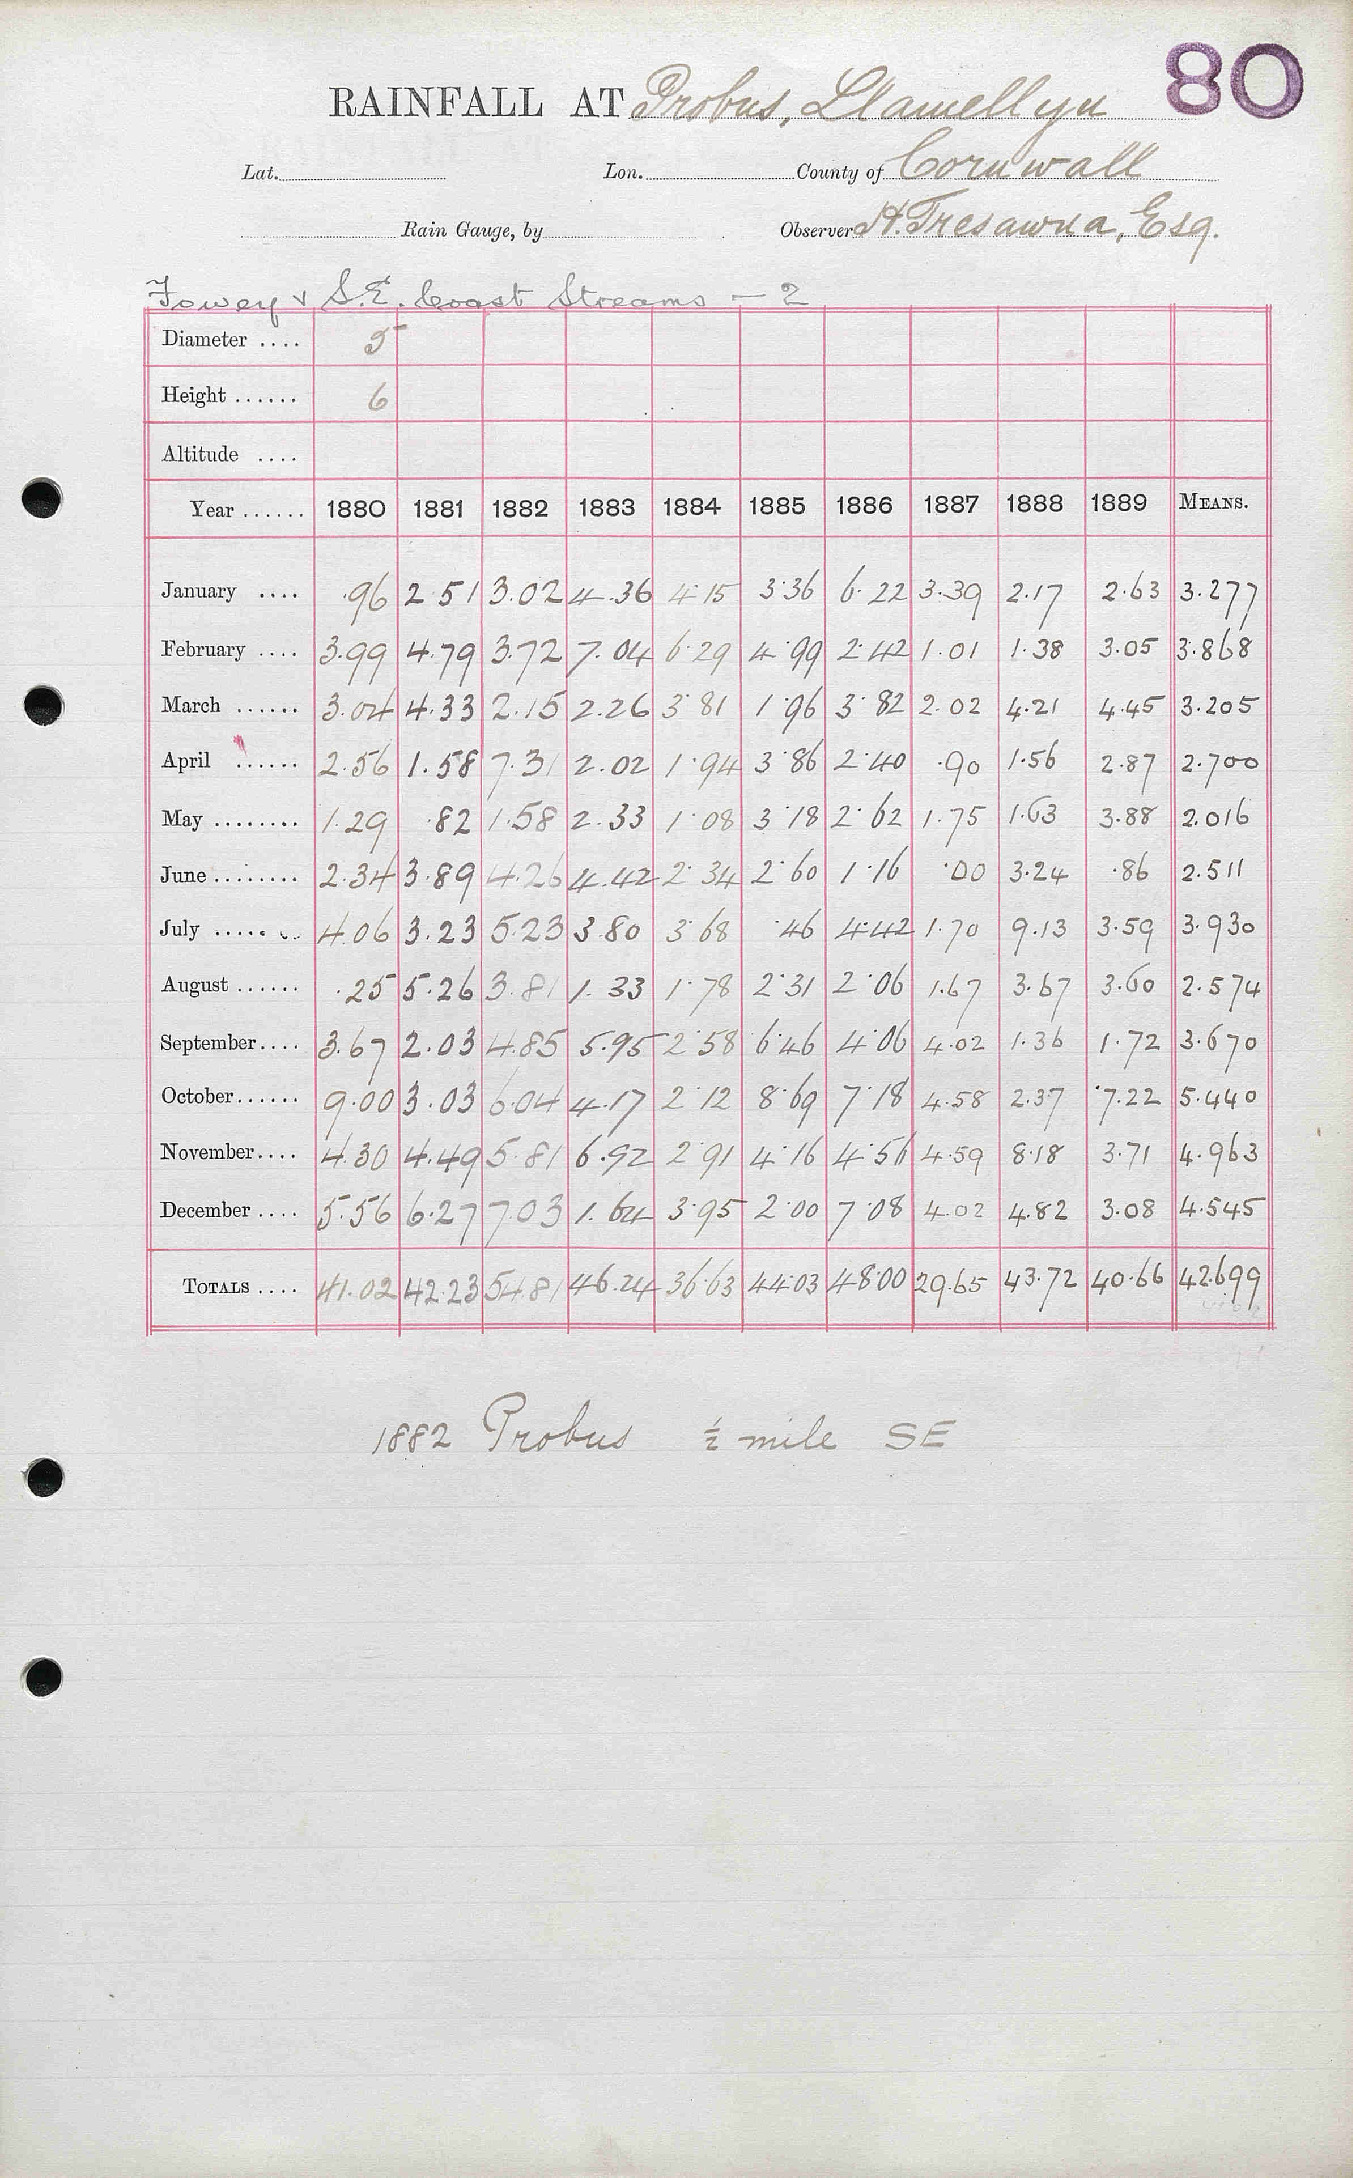 80
RAINFALL AT Probus, Llamellyn
Lat. Lon. County of Cornwall
Rain Gauge, by Observer H. Tresawna, Esq.
Fowey & S.E. Coast Streams – 2
Diameter .... 5
Height ...... 6
Altitude ....
Year ...... 1880 1881 1882 1883 1884 1885 1886 1887 1888 1889 MEANS.
January .... .96 2.51 3.02 4.36 4.15 3.36 6.22 3.39 2.17 2.63 3.277
February .... 3.99 4.79 3.72 7.04 6.29 4.99 2.42 1.01 1.38 3.05 3.868
March ...... 3.04 4.33 2.15 2.26 3.81 1.96 3.82 2.02 4.21 4.45 3.205
April ...... 2.56 1.58 7.31 2.02 1.94 3.86 2.40 .90 1.56 2.87 2.700
May ........ 1.29 .82 1.58 2.33 1.08 3.18 2.62 1.75 1.63 3.88 2.016
June ........ 2.34 3.89 4.26 4.42 2.34 2.60 1.16 .00 3.24 .86 2.511
July ........ 4.06 3.23 5.23 3.80 3.68 .46 4.42 1.70 9.13 3.59 3.930
August ...... .25 5.26 3.81 1.33 1.78 2.31 2.06 1.67 3.67 3.60 2.574
September.... 3.67 2.03 4.85 5.95 2.58 6.46 4.06 4.02 1.36 1.72 3.670
October...... 9.00 3.03 6.04 4.17 2.12 8.69 7.18 4.58 2.37 7.22 5.440
November.... 4.30 4.49 5.81 6.92 2.91 4.16 4.56 4.59 8.18 3.71 4.963
December .... 5.56 6.27 7.03 1.64 3.95 2.00 7.08 4.02 4.82 3.08 4.545
TOTALS .... 41.02 42.23 54.81 46.24 36.63 44.03 48.00 29.65 43.72 40.66 42.699
1882 Probus ½ mile SE